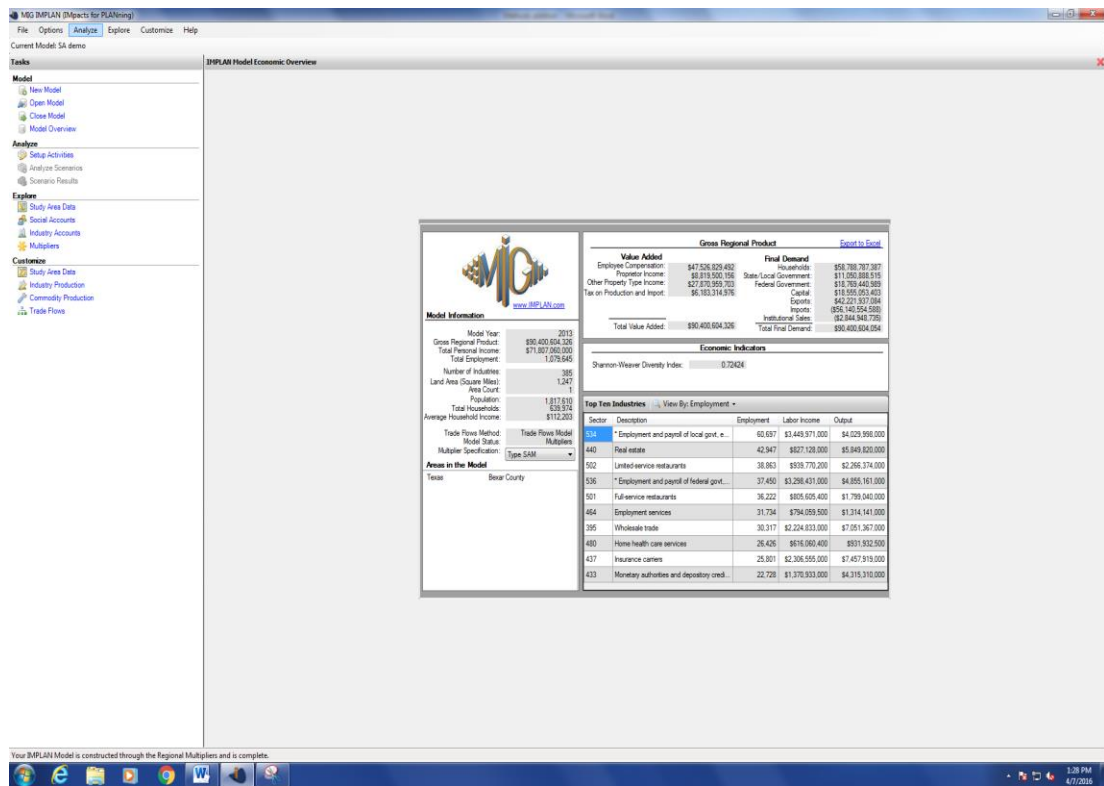 MIG IMPLAN (IMpacts for PLANning)
File Options Analyze Explore Customize Help
Current Model: SA demo
Tasks
Model
New Model
Open Model
Close Model
Model Overview
Analyze
Setup Activities
Analyze Scenarios
Scenario Results
Explore
Study Area Data
Social Accounts
Industry Accounts
Multipliers
Customize
Study Area Data
Industry Production
Commodity Production
Trade Flows
IMPLAN Model Economic Overview
MIG
www.IMPLAN.com
Model Information
Model Year: 2013
Gross Regional Product: $90,400,604,326
Total Personal Income: $71,807,060,000
Total Employment: 1,079,645
Number of Industries: 385
Land Area (Square Miles): 1,247
Area Count: 1
Population: 1,817,610
Total Households: 639,974
Average Household Income: $112,203
Trade Flows Method: Trade Flows Model
Model Status: Multipliers
Multiplier Specification: Type SAM
Areas in the Model
Texas Bexar County
Gross Regional Product Export to Excel
Value Added
Employee Compensation: $47,526,829,492
Proprietor Income: $8,819,500,156
Other Property Type Income: $27,870,959,703
Tax on Production and Import: $6,183,314,976
Total Value Added: $90,400,604,326
Final Demand
Households: $58,788,787,387
State/Local Government: $11,050,888,515
Federal Government: $18,769,440,989
Capital: $18,555,053,403
Exports: $42,221,937,084
Imports: ($56,140,554,588)
Institutional Sales: ($2,844,948,735)
Total Final Demand: $90,400,604,054
Economic Indicators
Shannon-Weaver Diversity Index: 0.72424
Top Ten Industries View By: Employment
Sector Description Employment Labor Income Output
534 * Employment and payroll of local govt, e... 60,697 $3,449,971,000 $4,029,998,000
440 Real estate 42,947 $827,128,000 $5,849,820,000
502 Limited-service restaurants 38,863 $939,770,200 $2,266,374,000
536 * Employment and payroll of federal govt,... 37,450 $3,298,431,000 $4,855,161,000
501 Full-service restaurants 36,222 $805,605,400 $1,799,040,000
464 Employment services 31,734 $794,059,500 $1,314,141,000
395 Wholesale trade 30,317 $2,224,833,000 $7,051,367,000
480 Home health care services 26,426 $616,060,400 $931,932,500
437 Insurance carriers 25,801 $2,306,555,000 $7,457,919,000
433 Monetary authorities and depository credi... 22,728 $1,370,933,000 $4,315,310,000
Your IMPLAN Model is constructed through the Regional Multipliers and is complete.
1:28 PM
4/7/2016